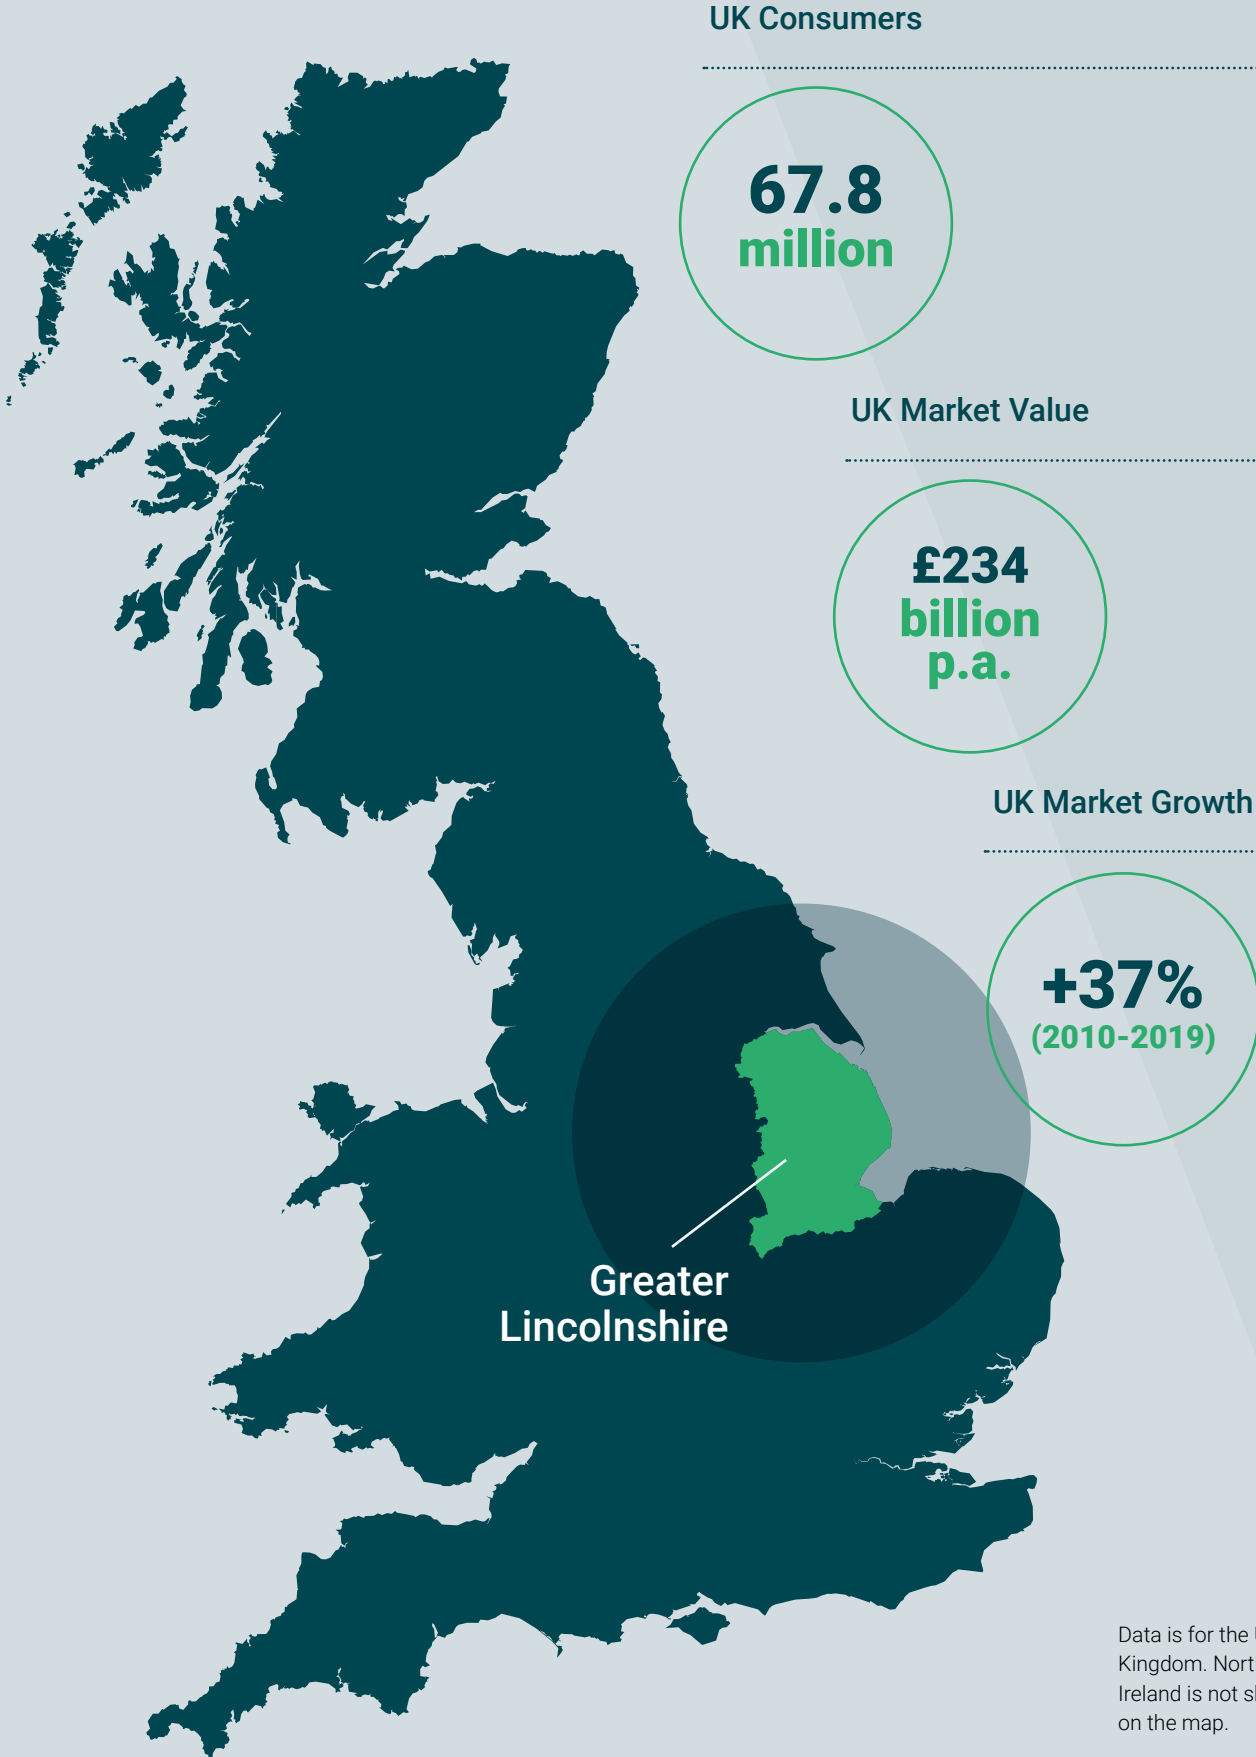 UK Consumers
67.8
million
UK Market Value
£234
billion
p.a.
UK Market Growth
+37%
(2010-2019)
Greater
Lincolnshire
Data is for the
Kingdom.
Ireland is not
on the map.